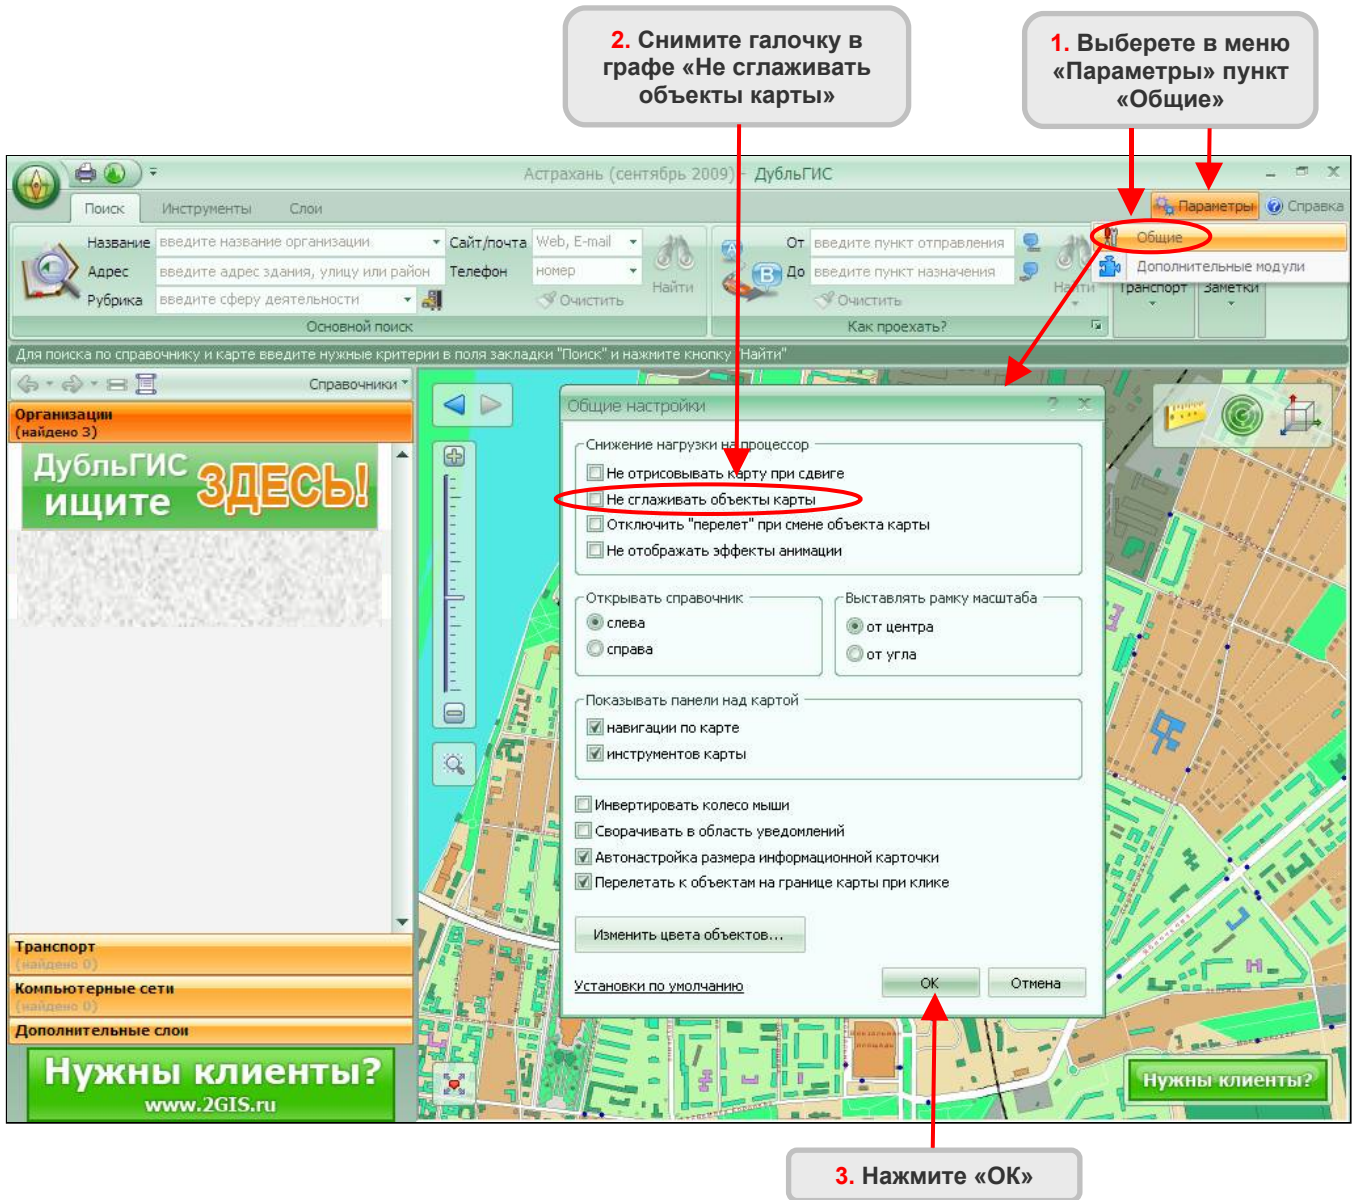 2. Снимите галочку в
графе «Не сглаживать
объекты карты»
1. Выберете в меню
«Параметры» пункт
«Общие»
Астрахань (сентябрь 2009) - ДубльГИС
Поиск Инструменты Слои
Параметры Справка
Название введите название организации
Адрес введите адрес здания, улицу или район
Рубрика введите сферу деятельности
Сайт/почта Web, E-mail
Телефон номер
Очистить
Найти
Основной поиск
От введите пункт отправления
До введите пункт назначения
Очистить
Найти
Как проехать?
Общие
Дополнительные модули
Транспорт Заметки
Для поиска по справочнику и карте введите нужные критерии в поля закладки "Поиск" и нажмите кнопку "Найти"
Справочники
Организации
(найдено 3)
ДубльГИС
ищите
ЗДЕСЬ!
Транспорт
(найдено 0)
Компьютерные сети
(найдено 0)
Дополнительные слои
Нужны клиенты?
www.2GIS.ru
A
B
Общие настройки
Снижение нагрузки на процессор
Не отрисовывать карту при сдвиге
Не сглаживать объекты карты
Отключить "перелет" при смене объекта карты
Не отображать эффекты анимации
Открывать справочник
слева
справа
Выставлять рамку масштаба
от центра
от угла
Показывать панели над картой
навигации по карте
инструментов карты
Инвертировать колесо мыши
Сворачивать в область уведомлений
Автонастройка размера информационной карточки
Перелетать к объектам на границе карты при клике
Изменить цвета объектов...
Установки по умолчанию
OK
Отмена
Нужны клиенты?
3. Нажмите «ОК»